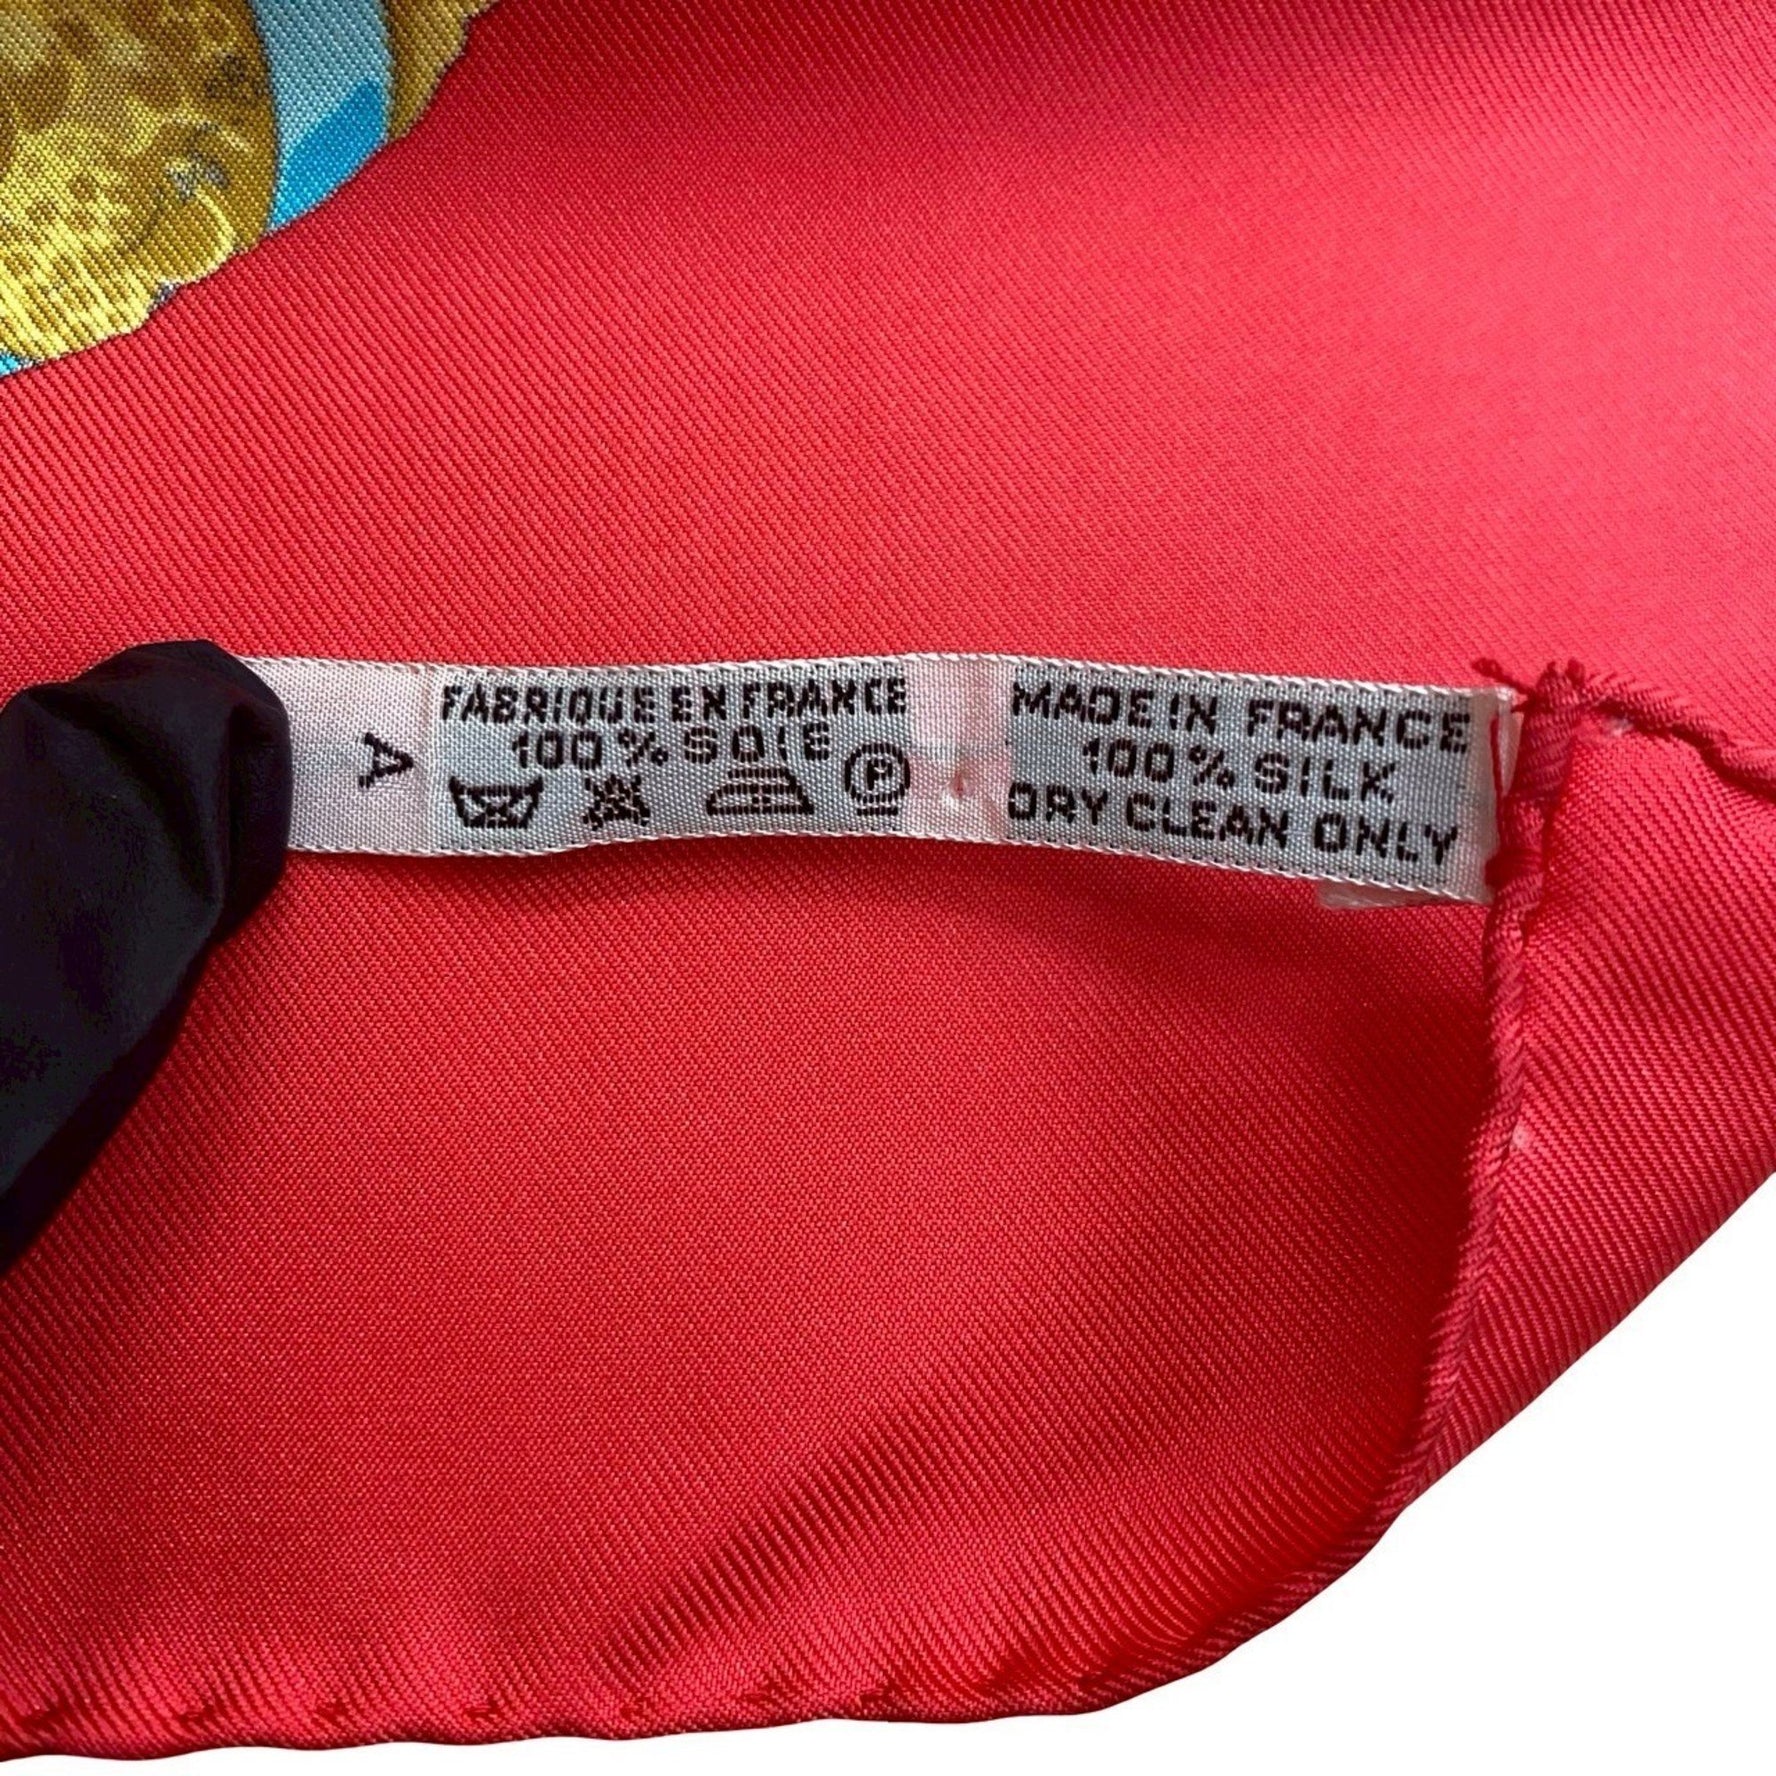 A
FABRIQUE EN FRANCE
100% SOIE
P
MADE IN FRANCE
100% SILK
DRY CLEAN ONLY